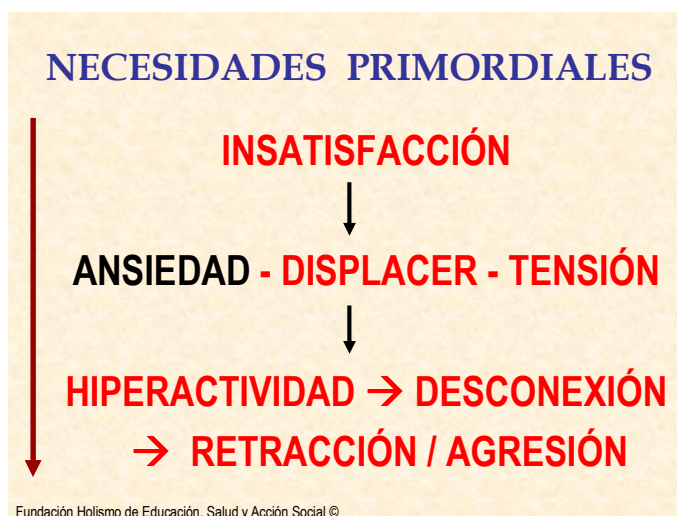 NECESIDADES PRIMORDIALES
INSATISFACCIÓN
ANSIEDAD - DISPLACER - TENSIÓN
HIPERACTIVIDAD → DESCONEXIÓN
→ RETRACCIÓN / AGRESIÓN
Fundación Holismo de Educación, Salud y Acción Social ©